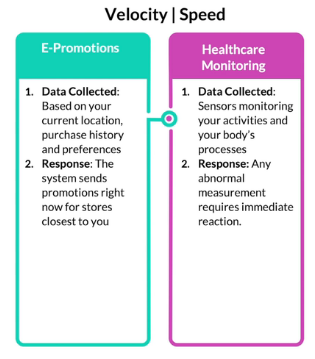 Velocity | Speed
E-Promotions
1. Data Collected:
Based on your
current location,
purchase history
and preferences
2. Response: The
system sends
promotions right
now for stores
closest to you
Healthcare
Monitoring
1. Data Collected:
Sensors monitoring
your activities and
your body's
processes
2. Response: Any
abnormal
measurement
requires immediate
reaction.